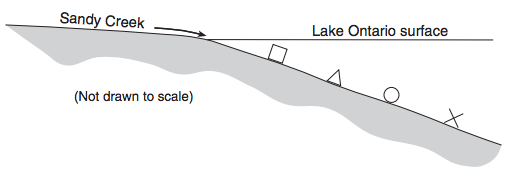 Sandy Creek
Lake Ontario surface
(Not drawn to scale)